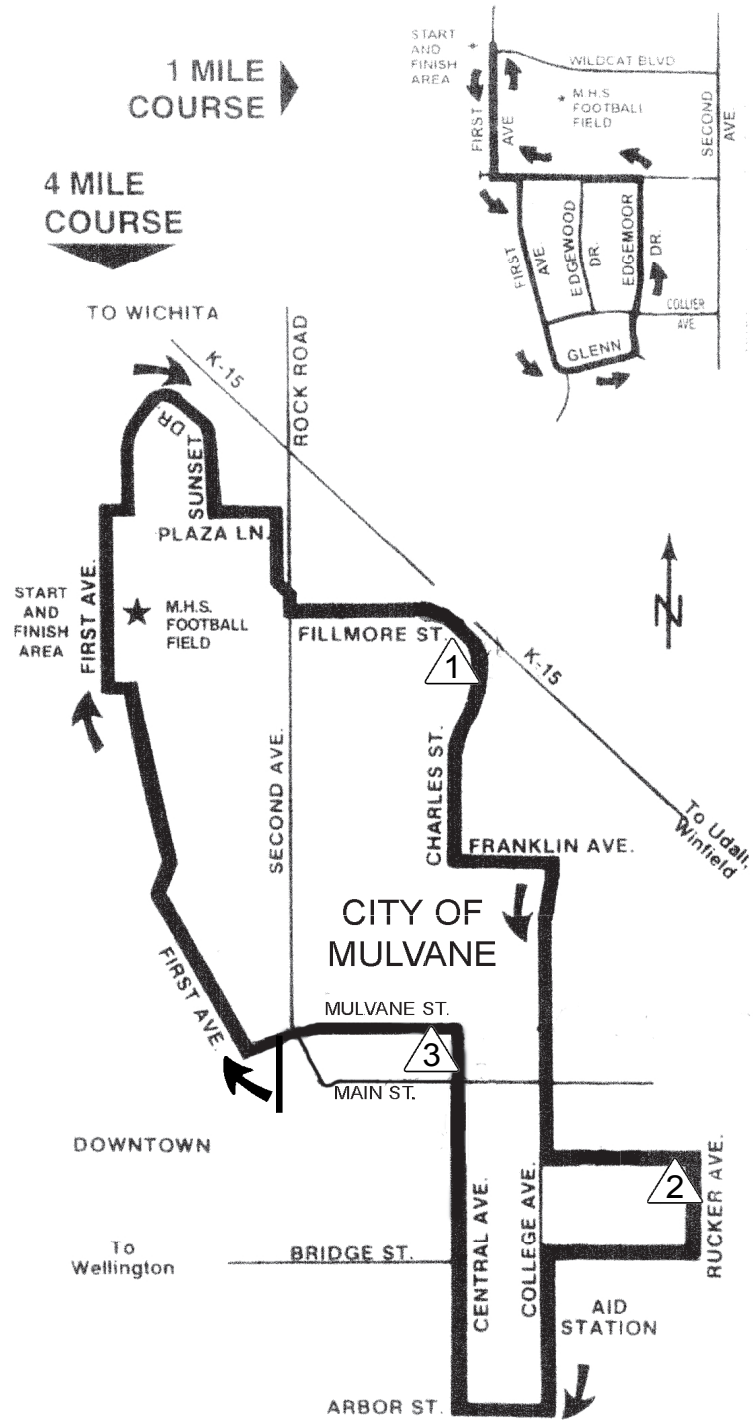 1 MILE
COURSE
START
AND
FINISH
AREA
WILDCAT BLVD
M.H.S.
FOOTBALL
FIELD
FIRST
AVE
SECOND
AVE.
FIRST
AVE.
EDGEWOOD
DR.
EDGEMOOR
DR.
COLLIER
AVE.
GLENN
4 MILE
COURSE
TO WICHITA
K-15
ROCK ROAD
SUNSET
DR.
PLAZA LN.
START
AND
FINISH
AREA
FIRST AVE.
M.H.S.
FOOTBALL
FIELD
FILLMORE ST.
N
1
K-15
SECOND AVE.
CHARLES ST.
To Udall,
Winfield
FRANKLIN AVE.
CITY OF
MULVANE
FIRST AVE.
MULVANE ST.
3
MAIN ST.
DOWNTOWN
2
RUCKER AVE.
To
Wellington
BRIDGE ST.
CENTRAL AVE.
COLLEGE AVE.
AID
STATION
ARBOR ST.